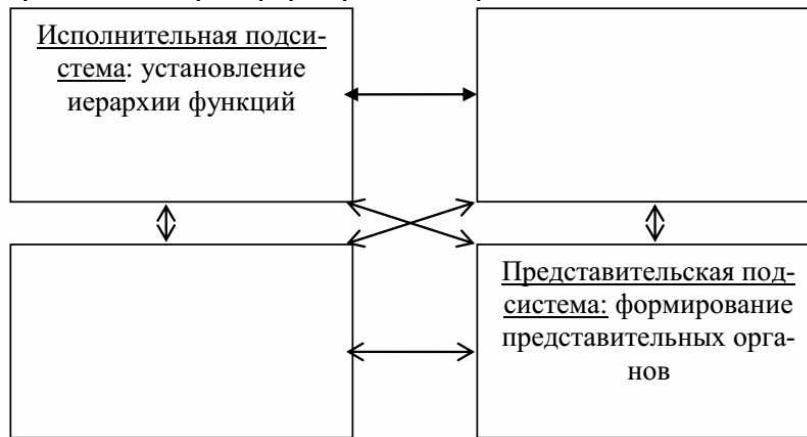 Исполнительная подси-
стема: установление
иерархии функций
Представительская под-
система: формирование
представительных орга-
нов